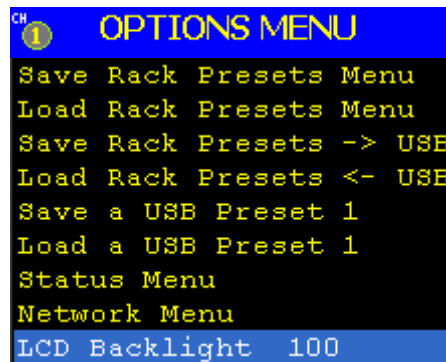 CH
1 OPTIONS MENU
Save Rack Presets Menu
Load Rack Presets Menu
Save Rack Presets -> USB
Load Rack Presets <- USB
Save a USB Preset 1
Load a USB Preset 1
Status Menu
Network Menu
LCD Backlight 100